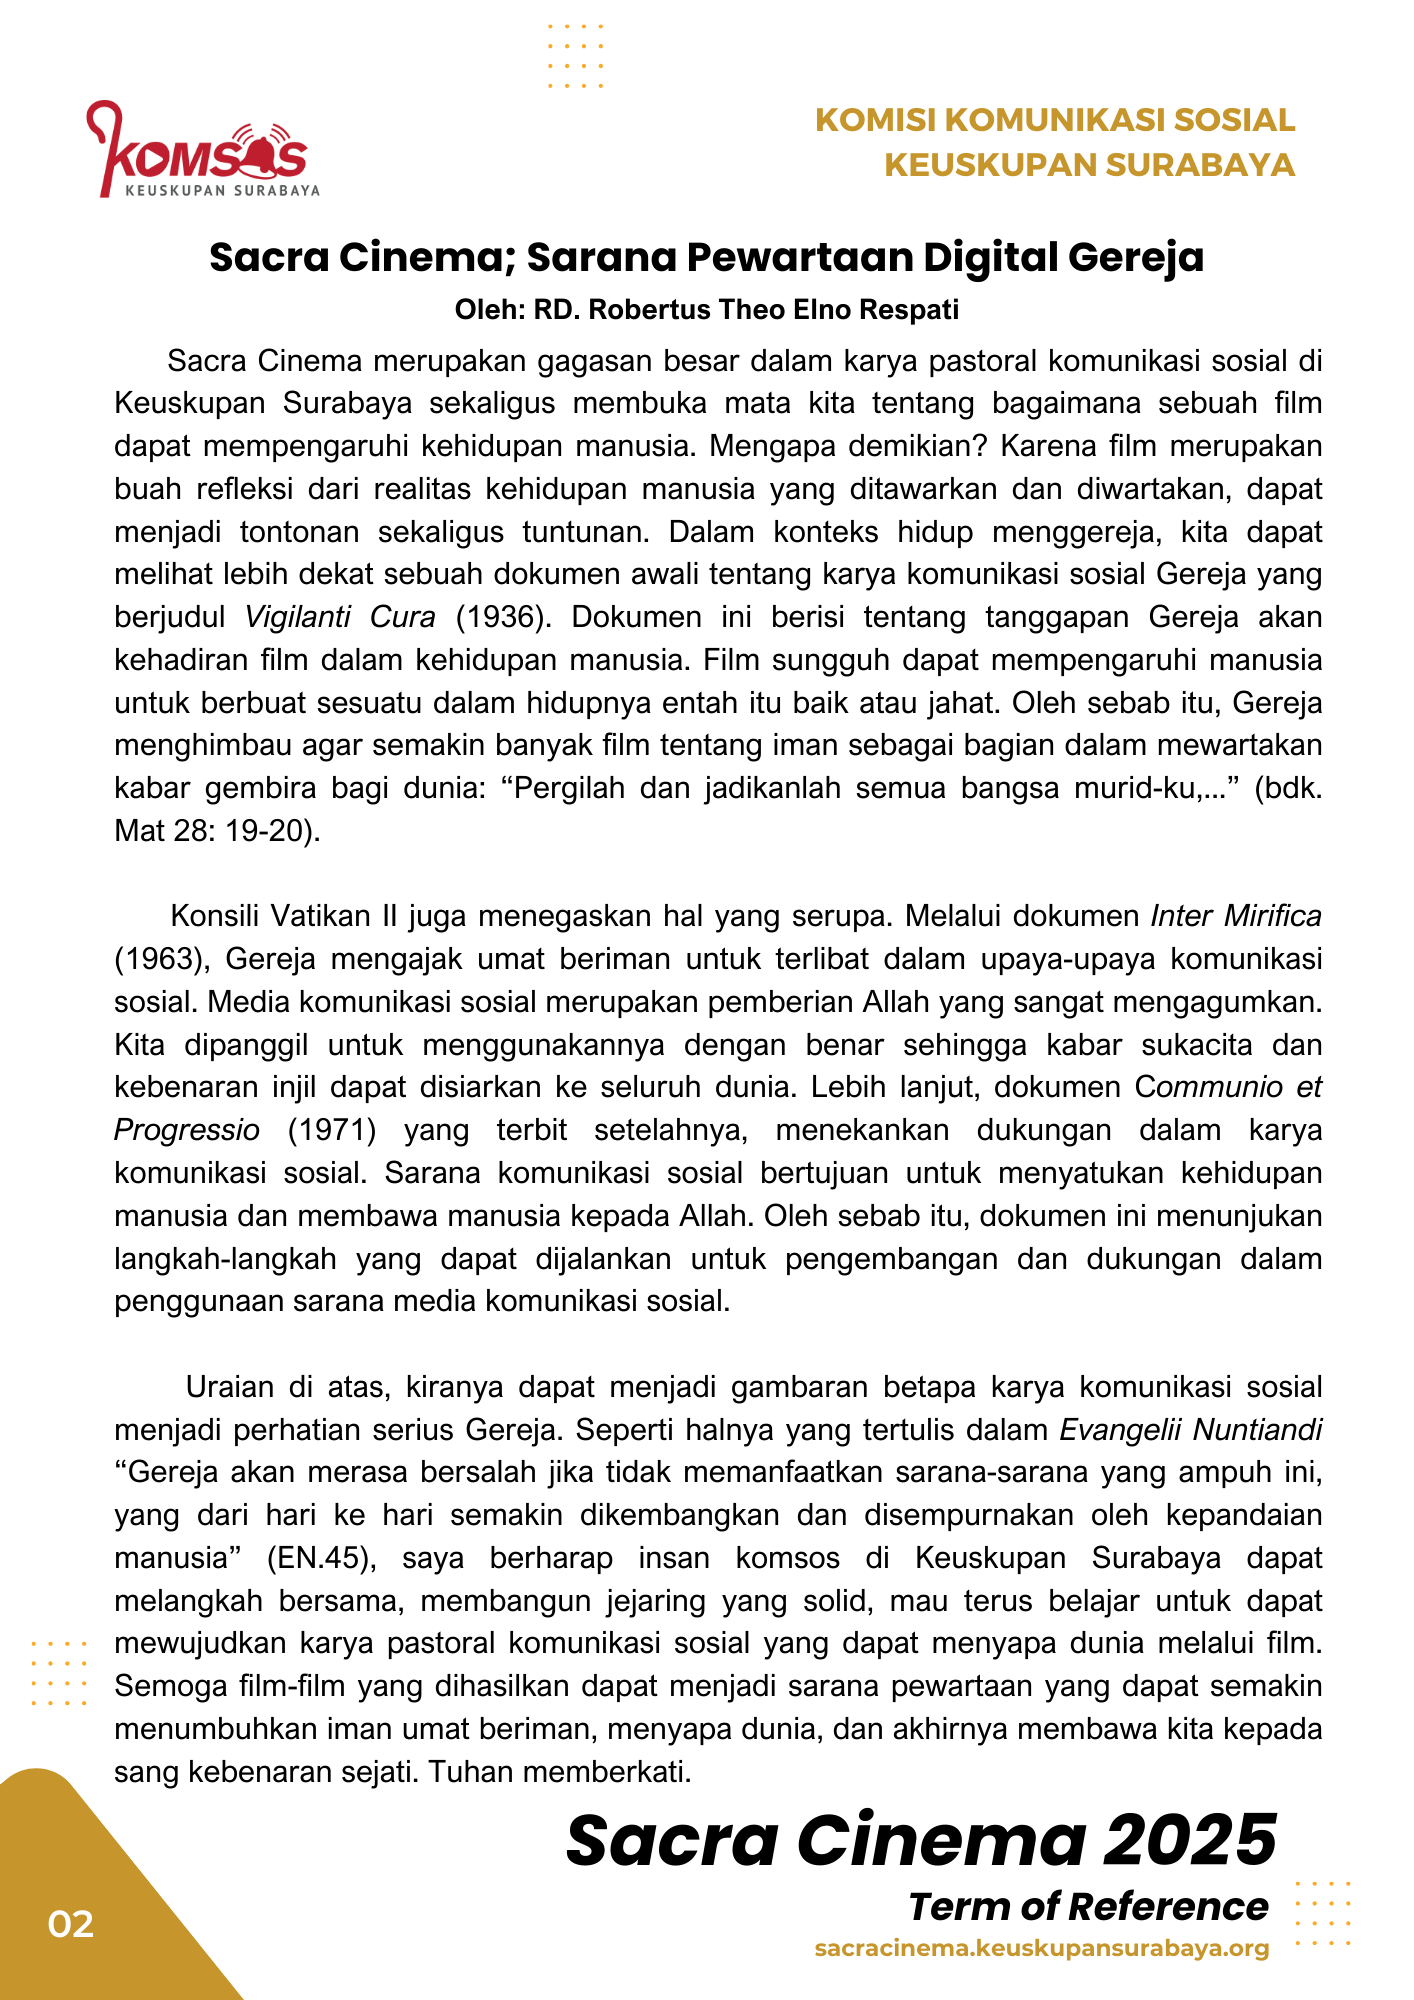 KOMSOS
KEUSKUPAN SURABAYA
KOMISI KOMUNIKASI SOSIAL
KEUSKUPAN SURABAYA
Sacra Cinema; Sarana Pewartaan Digital Gereja
Oleh: RD. Robertus Theo Elno Respati
Sacra Cinema merupakan gagasan besar dalam karya pastoral komunikasi sosial di
Keuskupan Surabaya sekaligus membuka mata kita tentang bagaimana sebuah film
dapat mempengaruhi kehidupan manusia. Mengapa demikian? Karena film merupakan
buah refleksi dari realitas kehidupan manusia yang ditawarkan dan diwartakan, dapat
menjadi tontonan sekaligus tuntunan. Dalam konteks hidup menggereja, kita dapat
melihat lebih dekat sebuah dokumen awali tentang karya komunikasi sosial Gereja yang
berjudul Vigilanti Cura (1936). Dokumen ini berisi tentang tanggapan Gereja akan
kehadiran film dalam kehidupan manusia. Film sungguh dapat mempengaruhi manusia
untuk berbuat sesuatu dalam hidupnya entah itu baik atau jahat. Oleh sebab itu, Gereja
menghimbau agar semakin banyak film tentang iman sebagai bagian dalam mewartakan
kabar gembira bagi dunia: “Pergilah dan jadikanlah semua bangsa murid-ku,...” (bdk.
Mat 28: 19-20).
Konsili Vatikan II juga menegaskan hal yang serupa. Melalui dokumen Inter Mirifica
(1963), Gereja mengajak umat beriman untuk terlibat dalam upaya-upaya komunikasi
sosial. Media komunikasi sosial merupakan pemberian Allah yang sangat mengagumkan.
Kita dipanggil untuk menggunakannya dengan benar sehingga kabar sukacita dan
kebenaran injil dapat disiarkan ke seluruh dunia. Lebih lanjut, dokumen Communio et
Progressio (1971) yang terbit setelahnya, menekankan dukungan dalam karya
komunikasi sosial. Sarana komunikasi sosial bertujuan untuk menyatukan kehidupan
manusia dan membawa manusia kepada Allah. Oleh sebab itu, dokumen ini menunjukan
langkah-langkah yang dapat dijalankan untuk pengembangan dan dukungan dalam
penggunaan sarana media komunikasi sosial.
Uraian di atas, kiranya dapat menjadi gambaran betapa karya komunikasi sosial
menjadi perhatian serius Gereja. Seperti halnya yang tertulis dalam Evangelii Nuntiandi
“Gereja akan merasa bersalah jika tidak memanfaatkan sarana-sarana yang ampuh ini,
yang dari hari ke hari semakin dikembangkan dan disempurnakan oleh kepandaian
manusia” (EN.45), saya berharap insan komsos di Keuskupan Surabaya dapat
melangkah bersama, membangun jejaring yang solid, mau terus belajar untuk dapat
mewujudkan karya pastoral komunikasi sosial yang dapat menyapa dunia melalui film.
Semoga film-film yang dihasilkan dapat menjadi sarana pewartaan yang dapat semakin
menumbuhkan iman umat beriman, menyapa dunia, dan akhirnya membawa kita kepada
sang kebenaran sejati. Tuhan memberkati.
Sacra Cinema 2025
Term of Reference
sacracinema.keuskupansurabaya.org
02